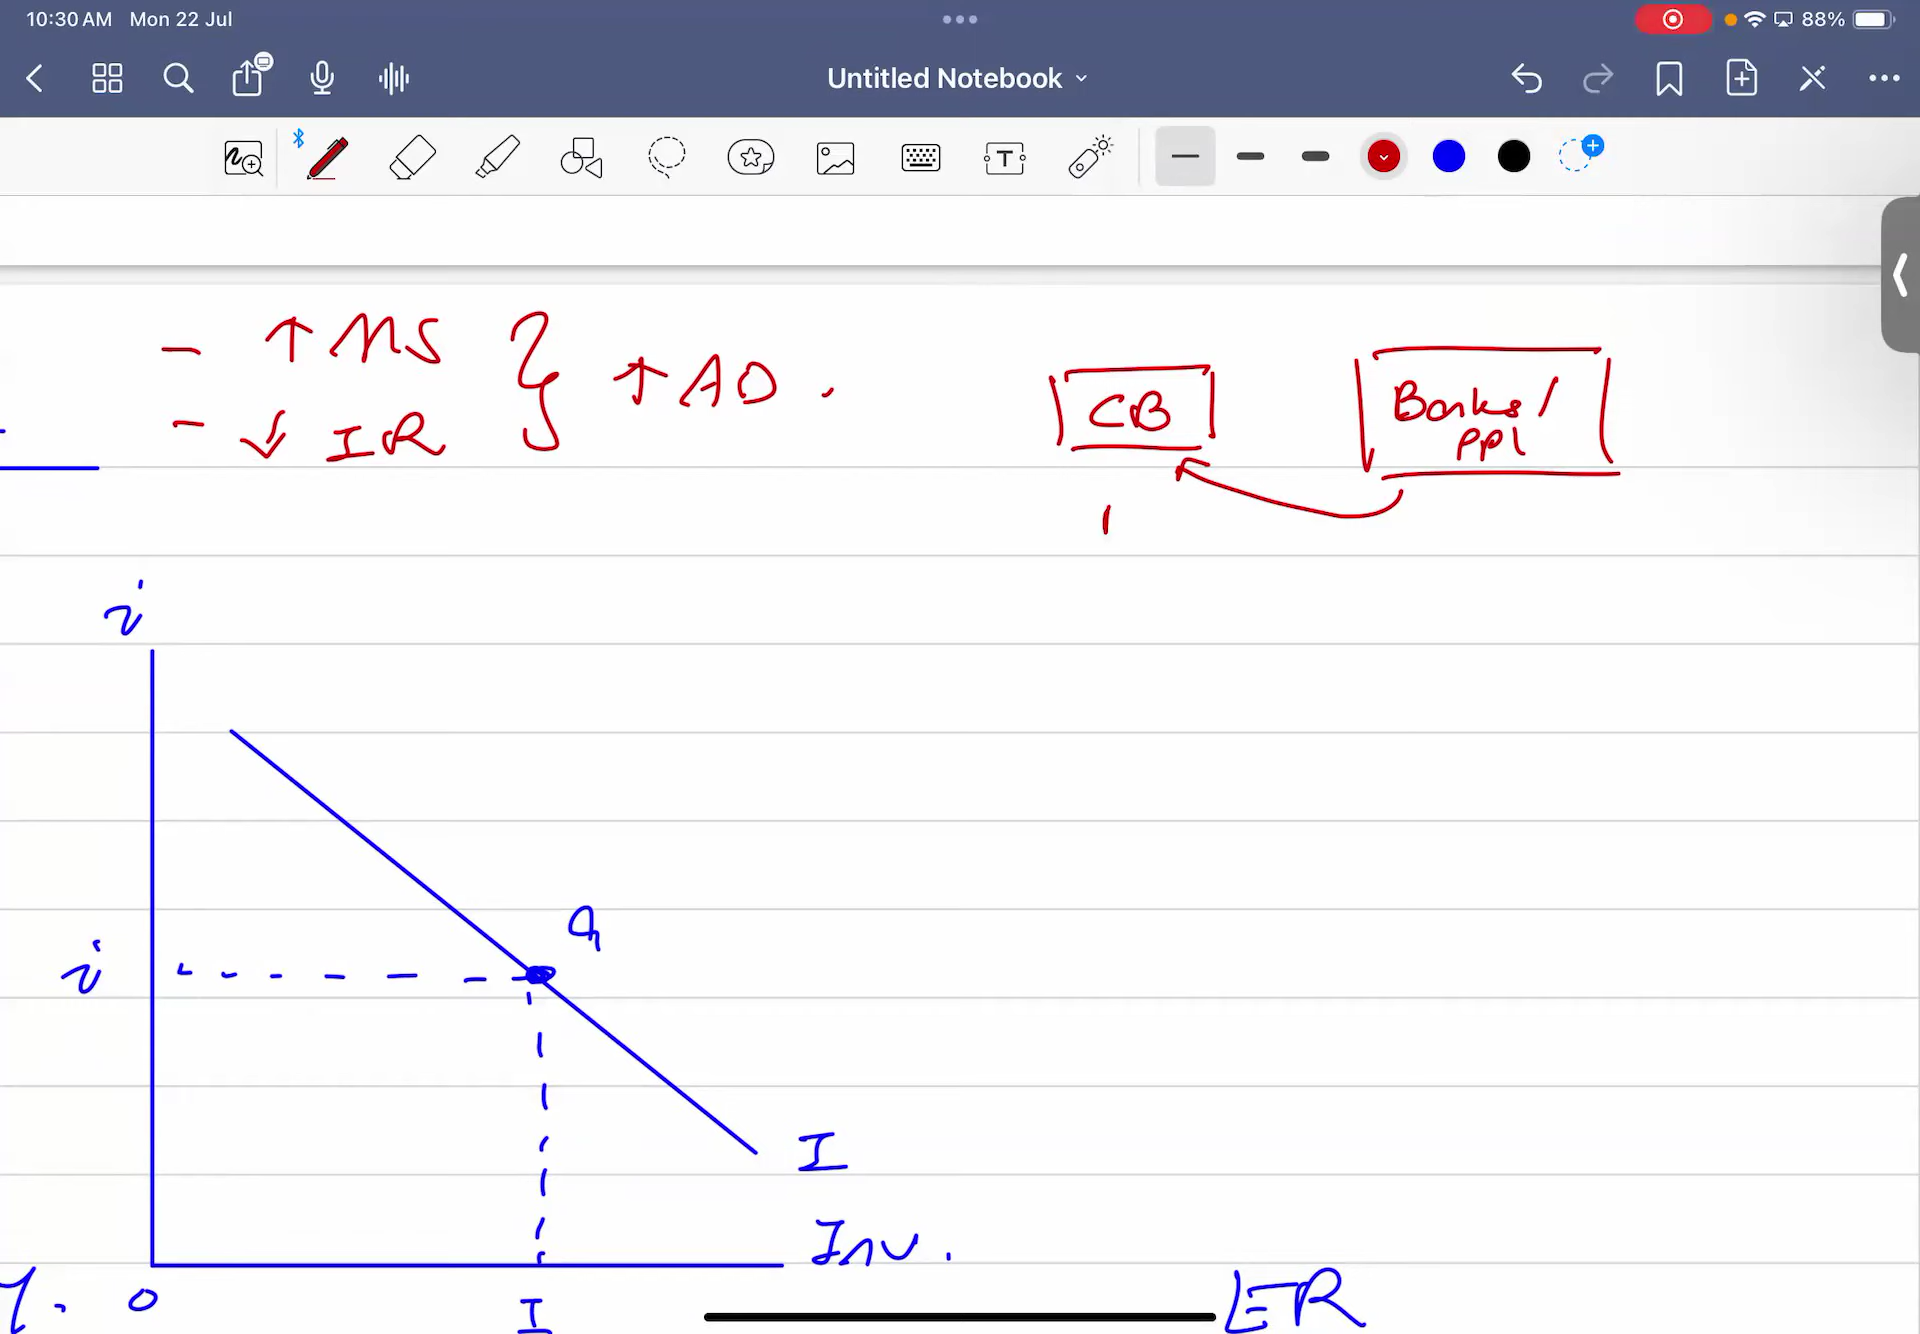 10:30 AM Mon 22 Jul
88%
Untitled Notebook
T
- ↑ MS } ↑ AD .
- ↓ IR
CB
Banks/
ppl
i
a
i
I
Inv.
Y. 0
I
ER